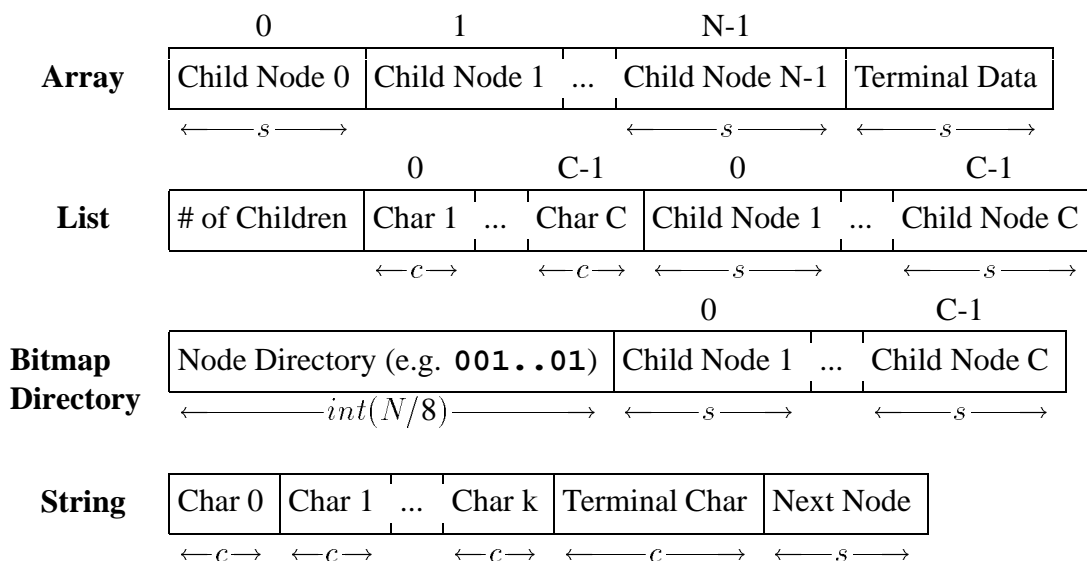 0 1 N-1
Array Child Node 0 Child Node 1 ... Child Node N-1 Terminal Data
s s s
0 C-1 0 C-1
List # of Children Char 1 ... Char C Child Node 1 ... Child Node C
c c s s
0 C-1
Bitmap Directory Node Directory (e.g. 001..01) Child Node 1 ... Child Node C
int(N/8) s s
String Char 0 Char 1 ... Char k Terminal Char Next Node
c c c c s